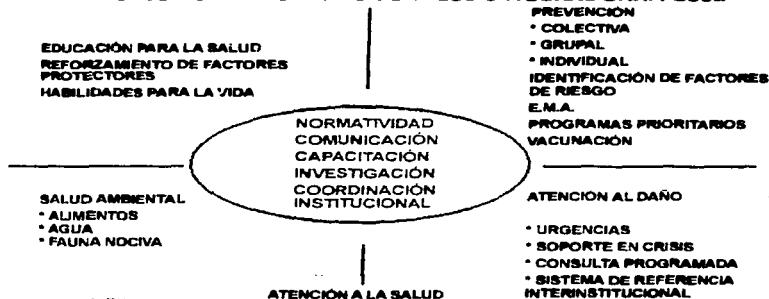 PREVENCIÓN
* COLECTIVA
* GRUPAL
* INDIVIDUAL
IDENTIFICACIÓN DE FACTORES
DE RIESGO
E.M.A.
PROGRAMAS PRIORITARIOS
VACUNACIÓN
EDUCACIÓN PARA LA SALUD
REFORZAMIENTO DE FACTORES
PROTECTORES
HABILIDADES PARA LA VIDA
NORMATIVIDAD
COMUNICACIÓN
CAPACITACIÓN
INVESTIGACIÓN
COORDINACIÓN
INSTITUCIONAL
SALUD AMBIENTAL
* ALIMENTOS
* AGUA
* FAUNA NOCIVA
ATENCIÓN AL DAÑO
* URGENCIAS
* SOPORTE EN CRISIS
* CONSULTA PROGRAMADA
* SISTEMA DE REFERENCIA
INTERINSTITUCIONAL
ATENCIÓN A LA SALUD